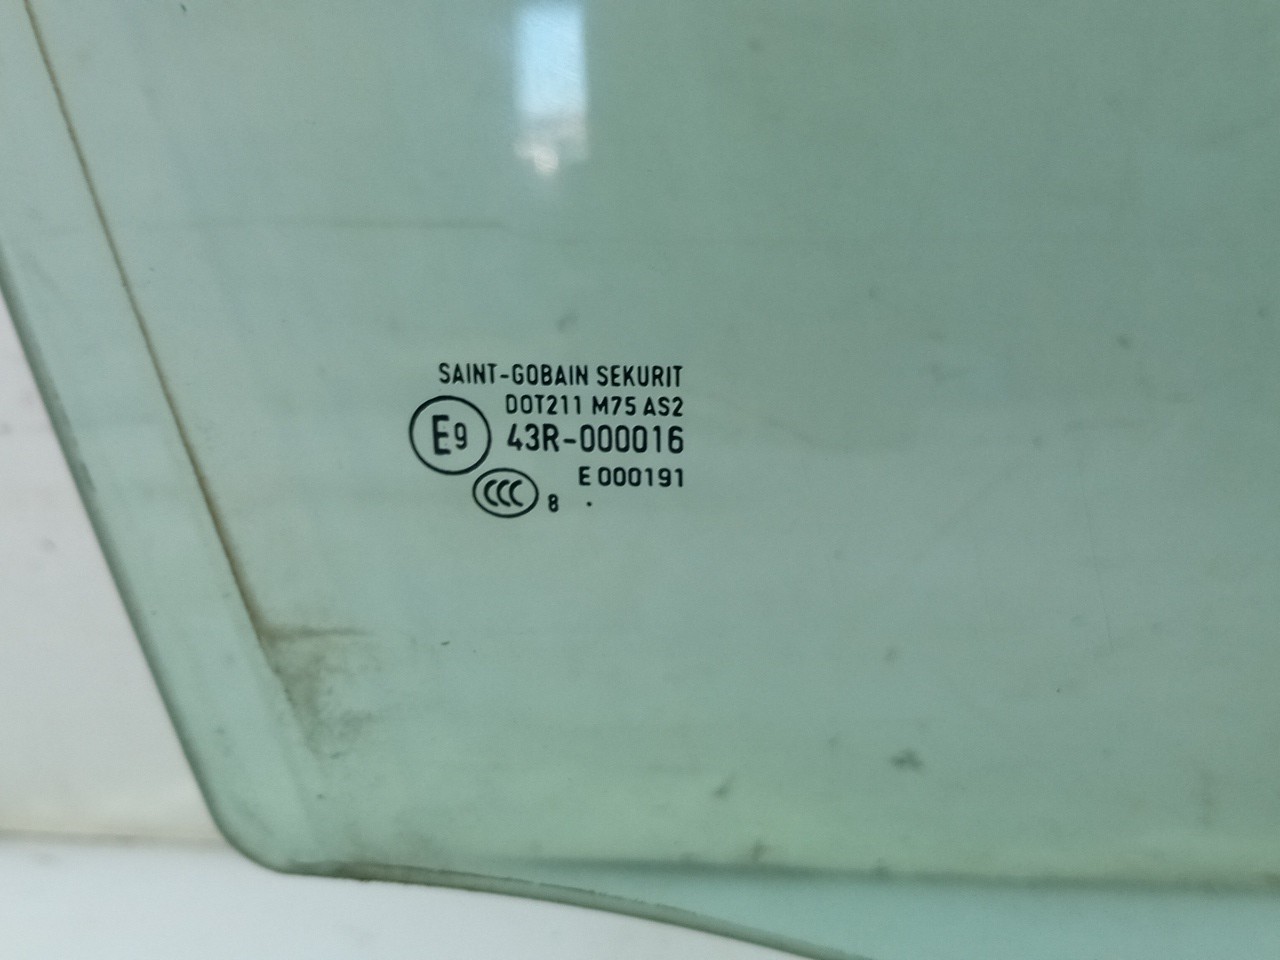 SAINT-GOBAIN SEKURIT
DOT211 M75 AS2
E9 43R-000016
E 000191
CCC 8 .